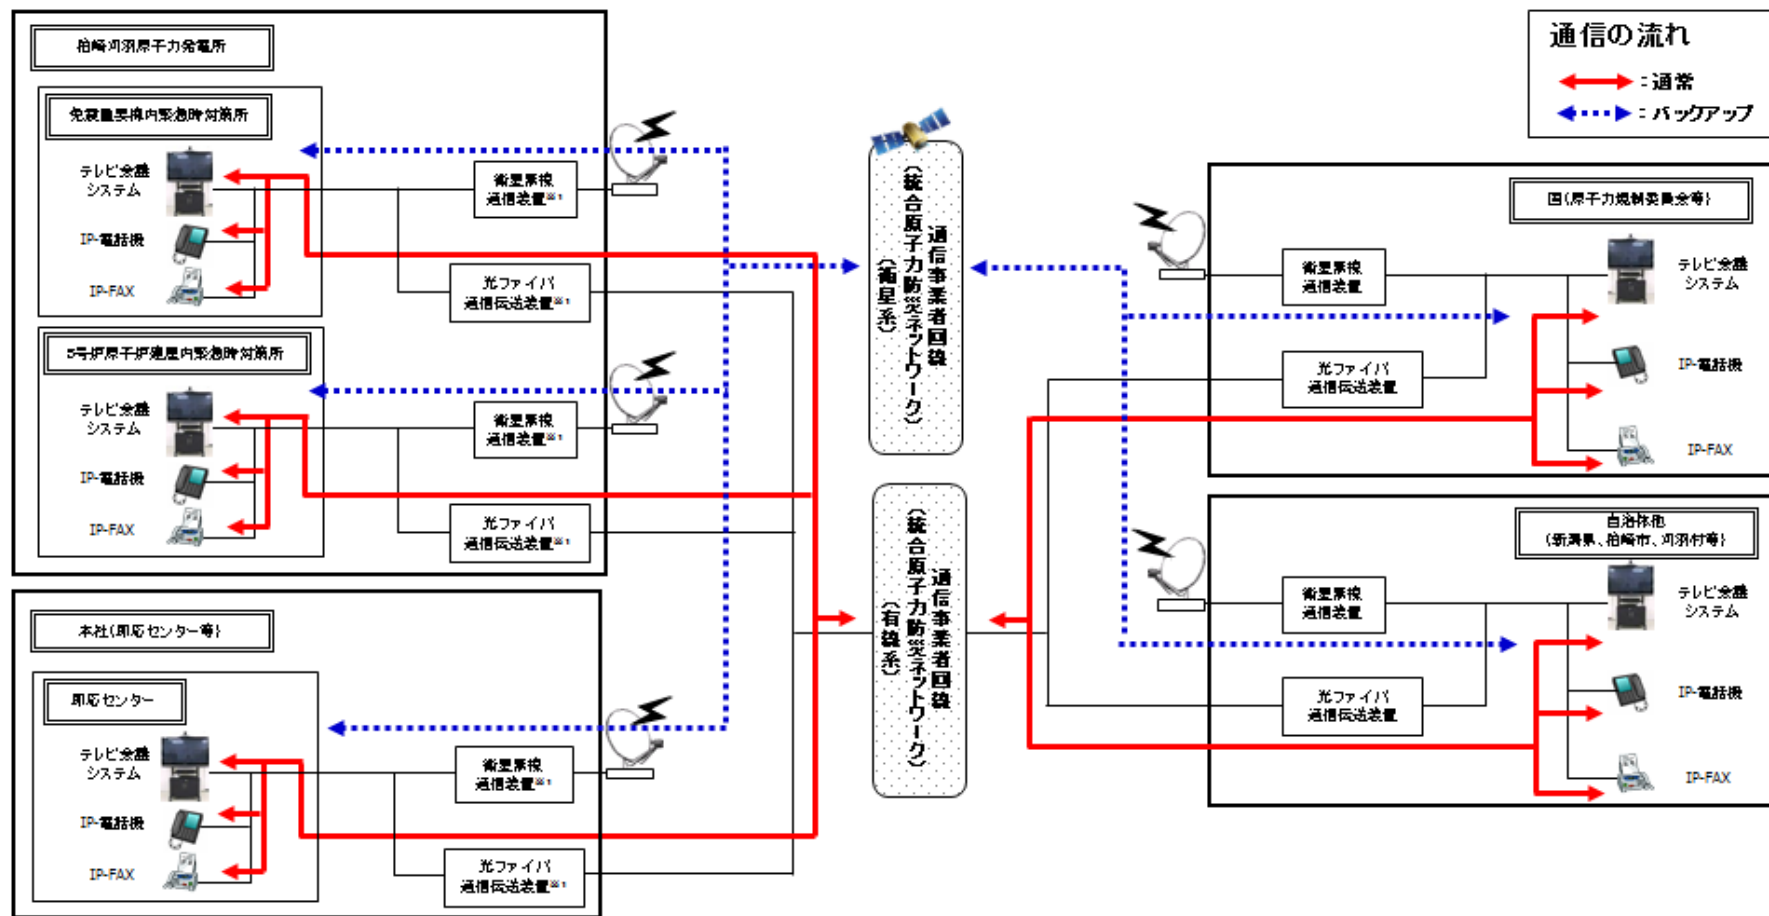 柏崎刈羽原子力発電所
免震重要棟内緊急時対策所
テレビ会議
システム
IP-電話機
IP-FAX
衛星無線
通信装置※1
光ファイバ
通信伝送装置※1
5号炉原子炉建屋内緊急時対策所
テレビ会議
システム
IP-電話機
IP-FAX
衛星無線
通信装置※1
光ファイバ
通信伝送装置※1
本社(即応センター等)
即応センター
テレビ会議
システム
IP-電話機
IP-FAX
衛星無線
通信装置※1
光ファイバ
通信伝送装置※1
通信事業者回線
(統合原子力防災ネットワーク)
(衛星系)
通信事業者回線
(統合原子力防災ネットワーク)
(有線系)
通信の流れ
:通常
:バックアップ
国(原子力規制委員会等)
衛星無線
通信装置
光ファイバ
通信伝送装置
テレビ会議
システム
IP-電話機
IP-FAX
自治体他
(新潟県、柏崎市、刈羽村等)
衛星無線
通信装置
光ファイバ
通信伝送装置
テレビ会議
システム
IP-電話機
IP-FAX